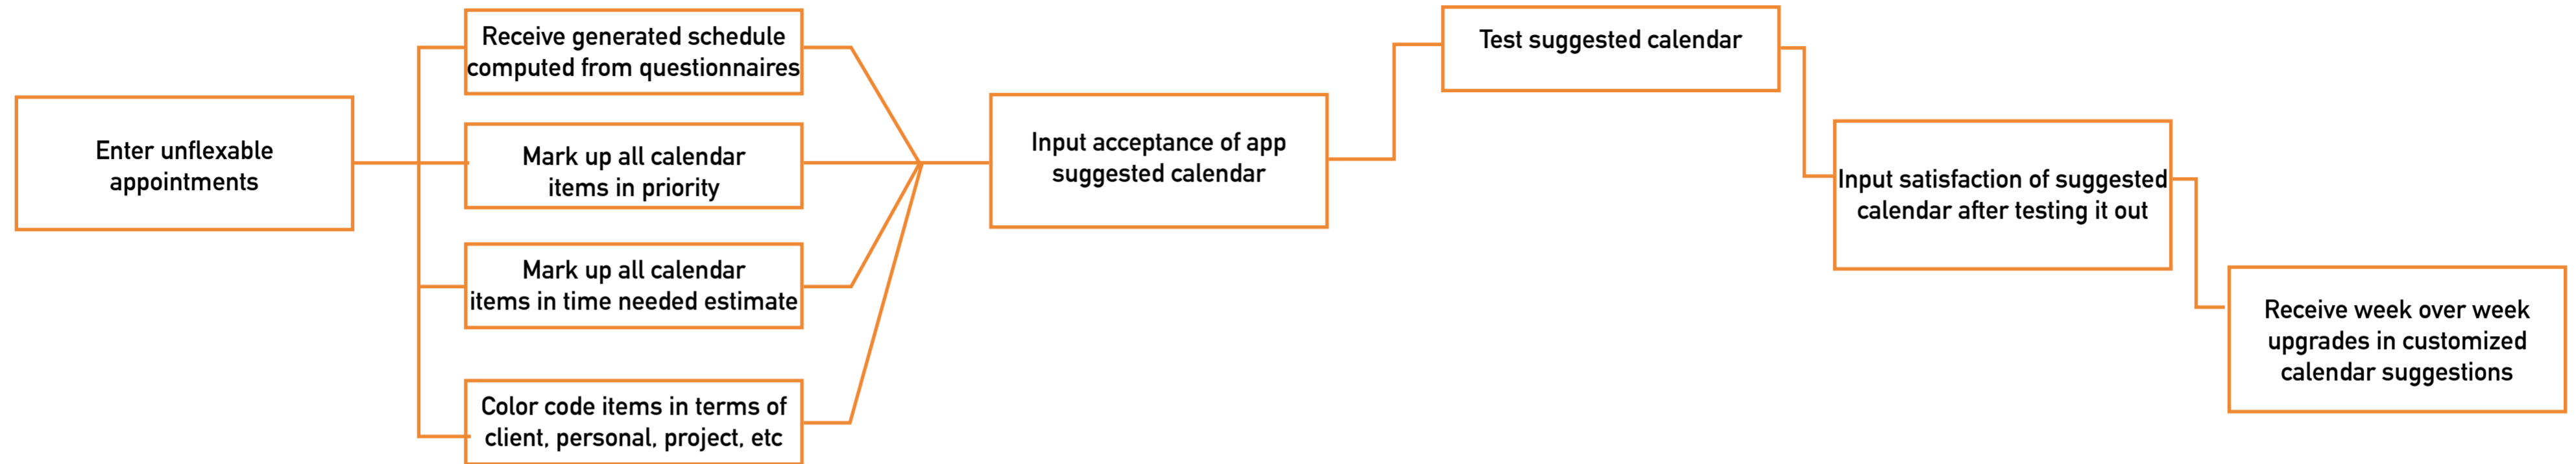 Enter unflexable
appointments
Receive generated schedule
computed from questionnaires
Mark up all calendar
items in priority
Mark up all calendar
items in time needed estimate
Color code items in terms of
client, personal, project, etc
Input acceptance of app
suggested calendar
Test suggested calendar
Input satisfaction of suggested
calendar after testing it out
Receive week over week
upgrades in customized
calendar suggestions